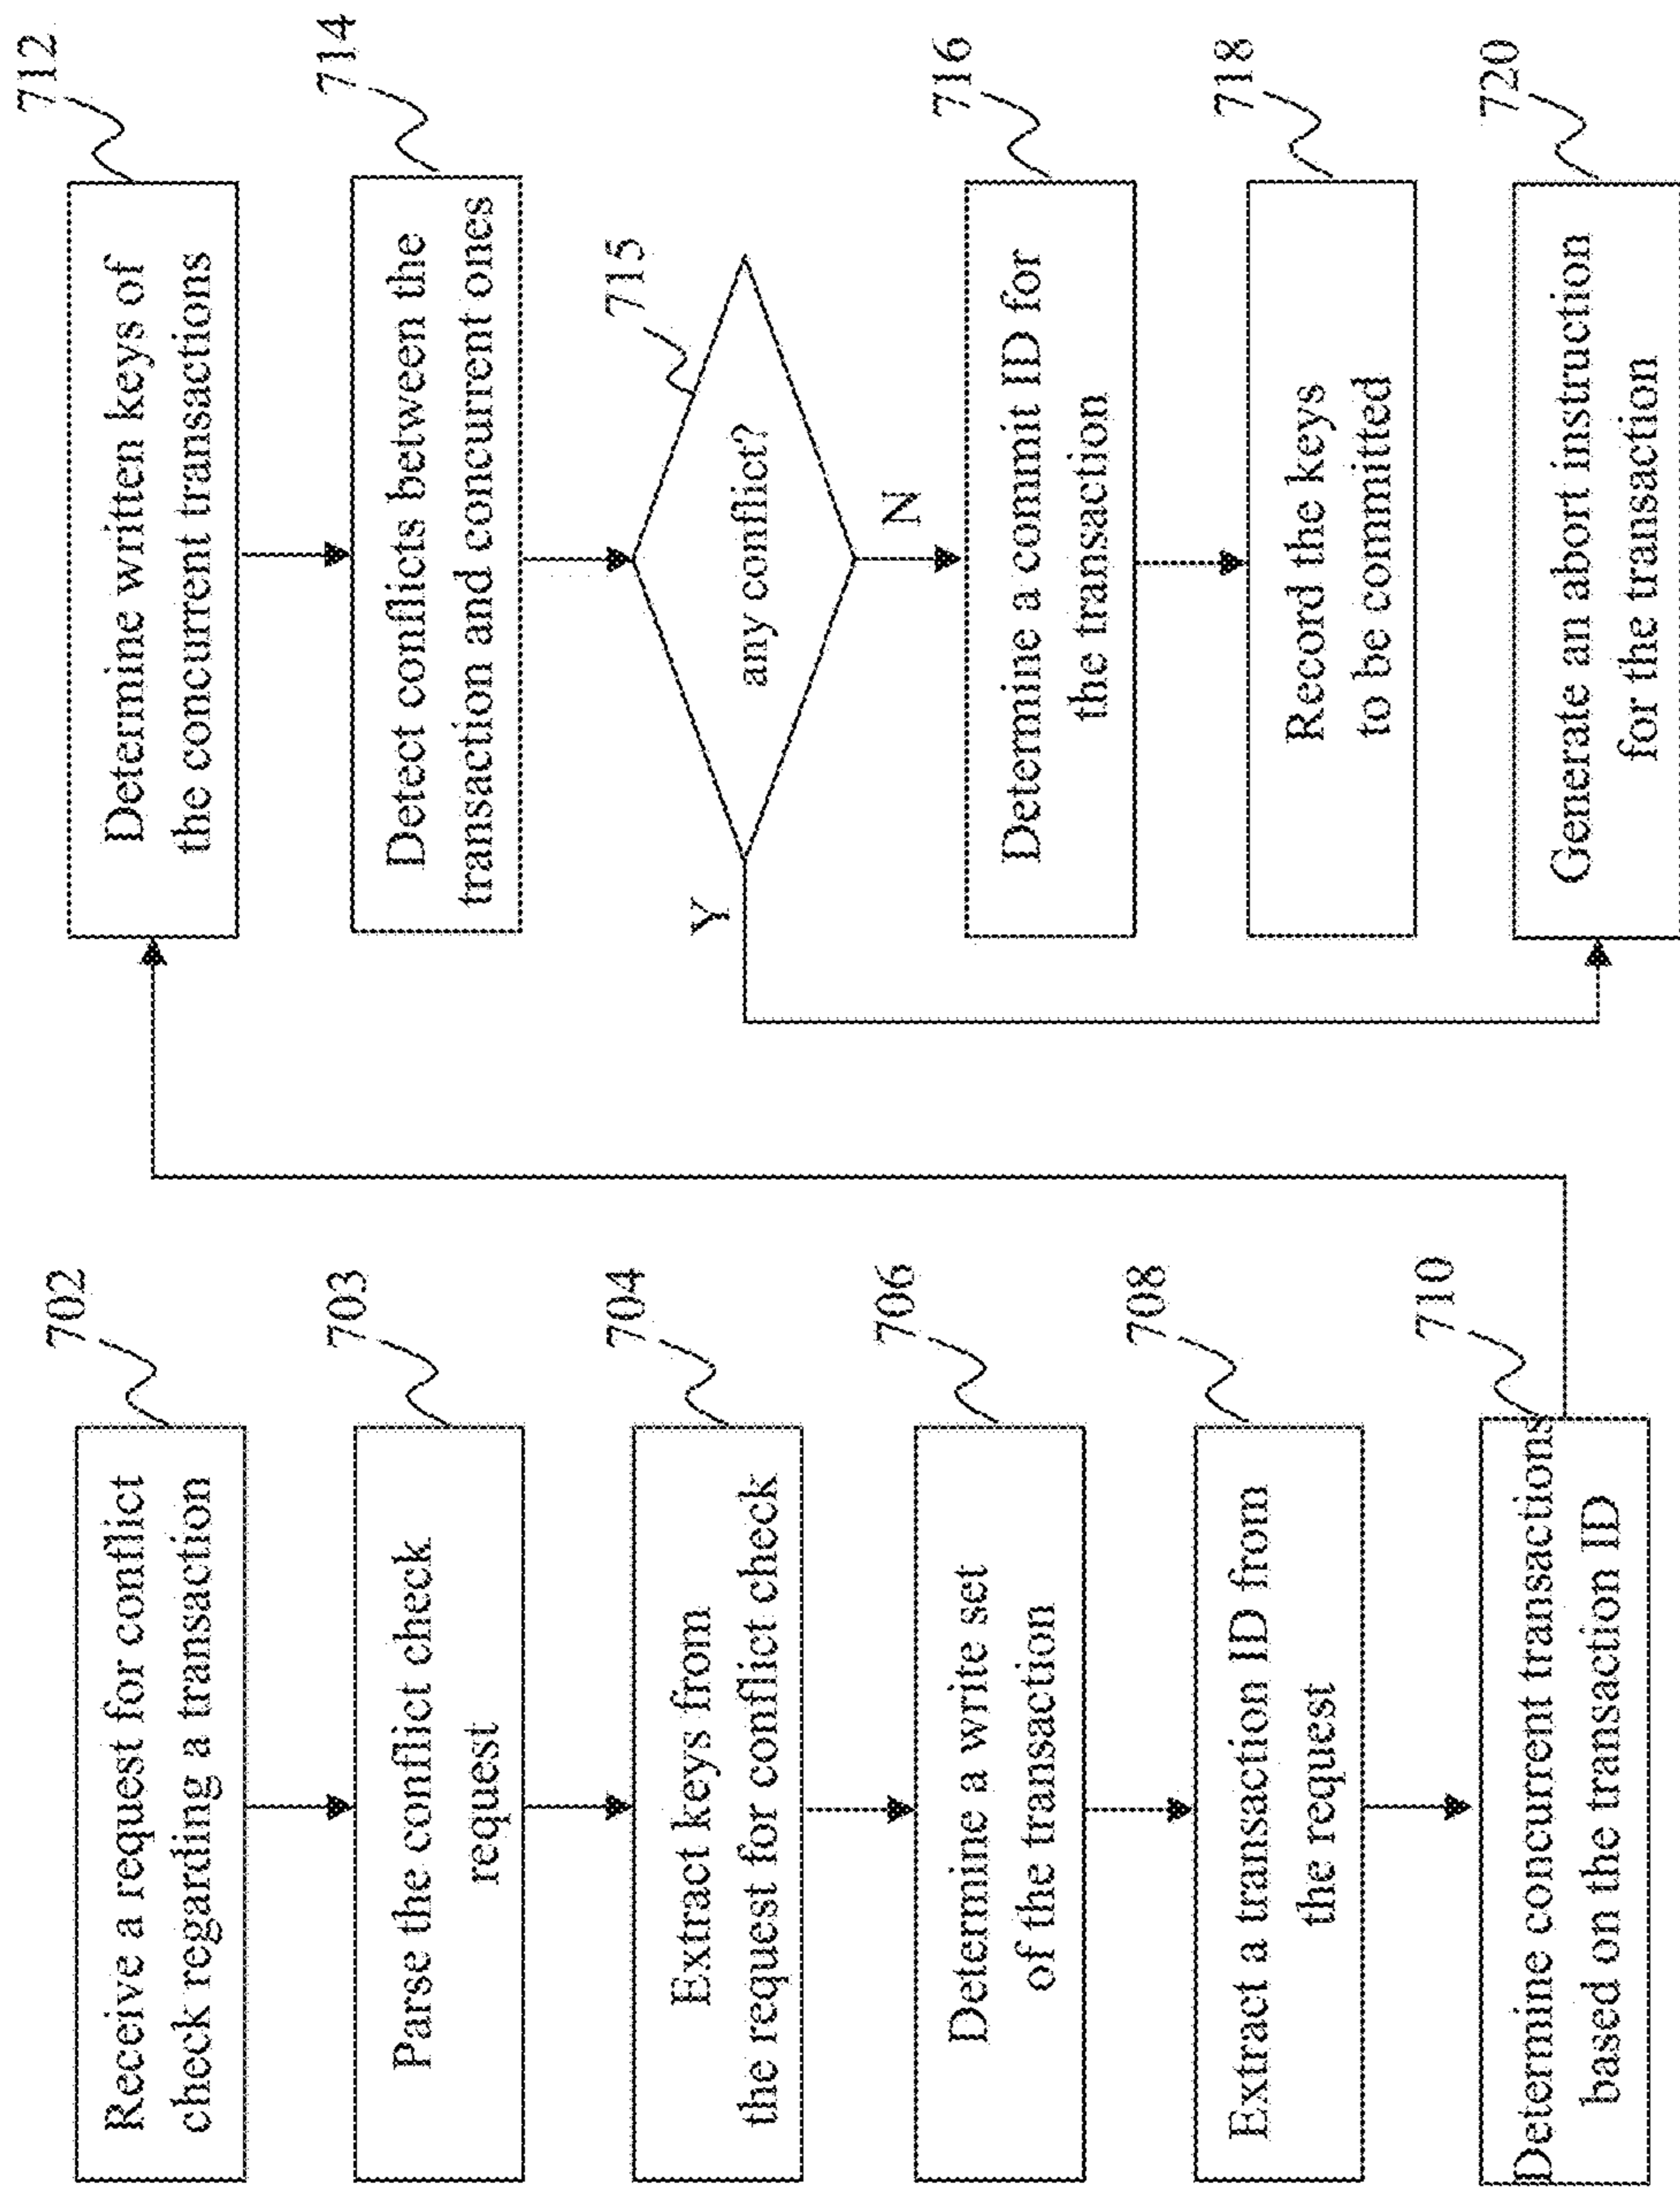 702
Receive a request for conflict
check regarding a transaction
703
Parse the conflict check
request
704
Extract keys from
the request for conflict check
706
Determine a write set
of the transaction
708
Extract a transaction ID from
the request
710
Determine concurrent transactions
based on the transaction ID
712
Determine written keys of
the concurrent transactions
714
Detect conflicts between the
transaction and concurrent ones
715
any conflict?
Y
N
716
Determine a commit ID for
the transaction
718
Record the keys
to be committed
720
Generate an abort instruction
for the transaction